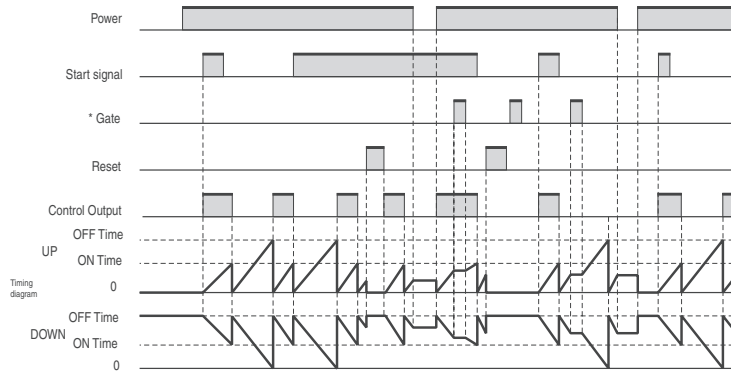 Power
Start signal
* Gate
Reset
Control Output
OFF Time
UP
ON Time
Timing
diagram
0
OFF Time
DOWN
ON Time
0